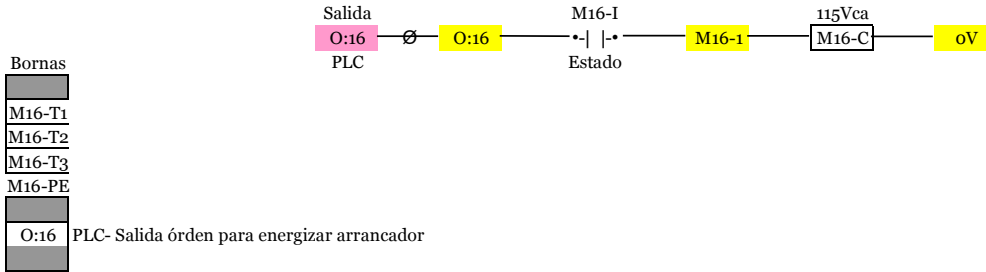 Salida M16-I 115Vca
O:16 Ø O:16 •-| |-• M16-1 M16-C 0V
PLC Estado
Bornas
M16-T1
M16-T2
M16-T3
M16-PE
O:16 PLC- Salida órden para energizar arrancador